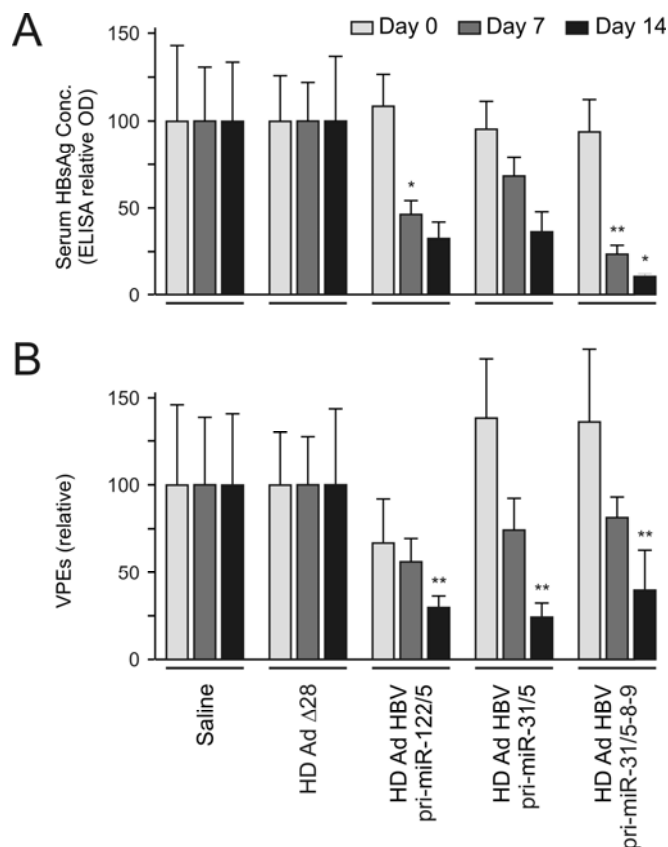 A
Day 0 Day 7 Day 14
Serum HBsAg Conc.
(ELISA relative OD)
150
100
50
0
*
**
*
B
VPEs (relative)
150
100
50
0
**
**
**
Saline
HD Ad Δ28
HD Ad HBV
pri-miR-122/5
HD Ad HBV
pri-miR-31/5
HD Ad HBV
pri-miR-31/5-8-9